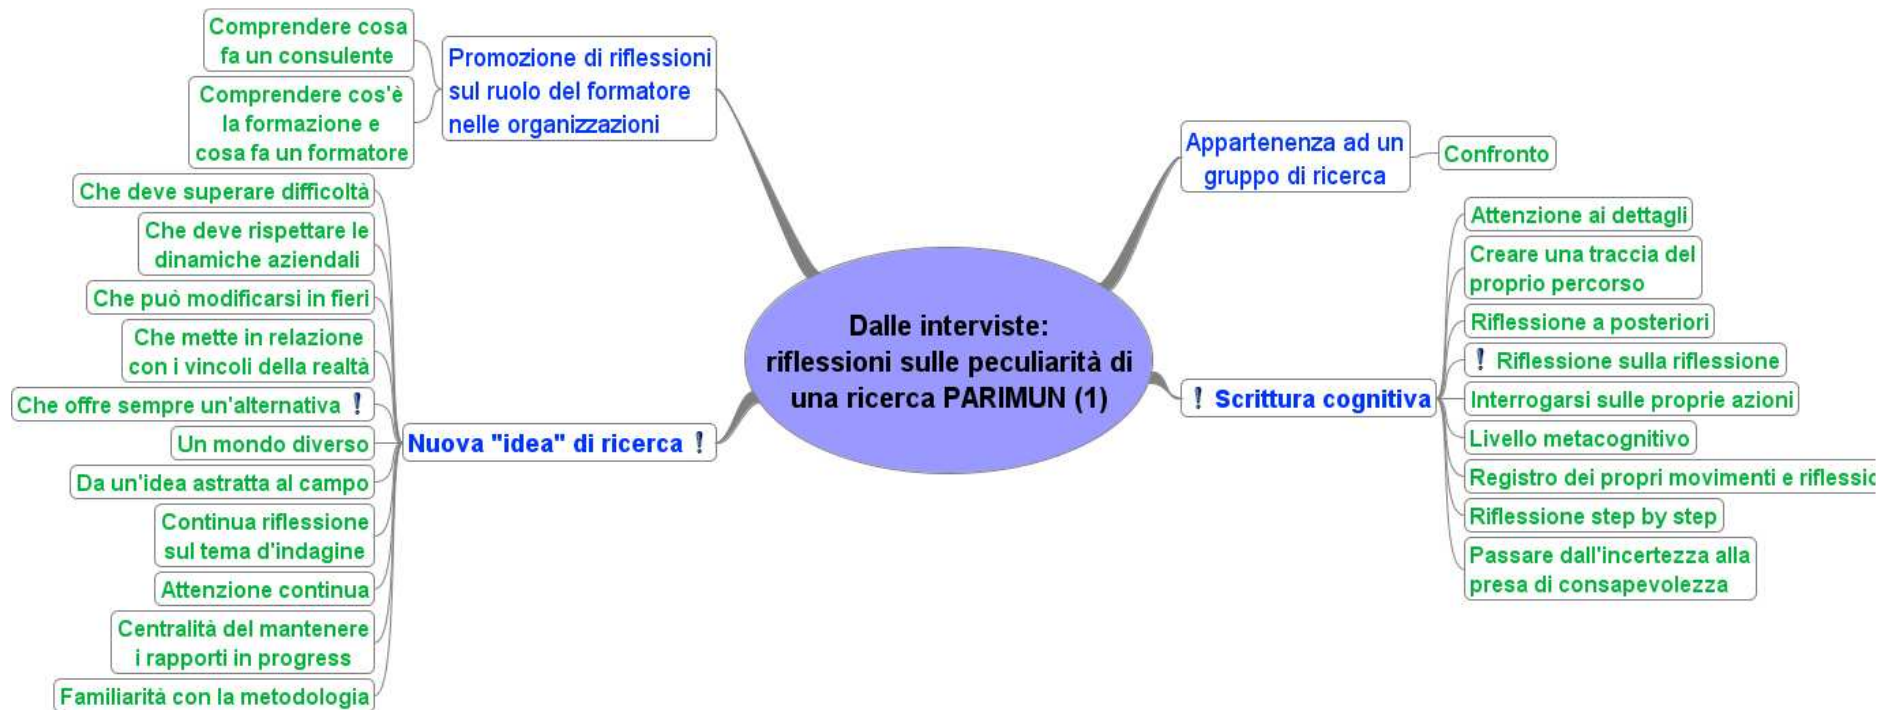 Comprendere cosa
fa un consulente
Comprendere cos'è
la formazione e
cosa fa un formatore
Promozione di riflessioni
sul ruolo del formatore
nelle organizzazioni
Che deve superare difficoltà
Che deve rispettare le
dinamiche aziendali
Che può modificarsi in fieri
Che mette in relazione
con i vincoli della realtà
Che offre sempre un'alternativa !
Un mondo diverso
Da un'idea astratta al campo
Continua riflessione
sul tema d'indagine
Attenzione continua
Centralità del mantenere
i rapporti in progress
Familiarità con la metodologia
Nuova "idea" di ricerca !
Dalle interviste:
riflessioni sulle peculiarità di
una ricerca PARIMUN (1)
Appartenenza ad un
gruppo di ricerca
Confronto
! Scrittura cognitiva
Attenzione ai dettagli
Creare una traccia del
proprio percorso
Riflessione a posteriori
! Riflessione sulla riflessione
Interrogarsi sulle proprie azioni
Livello metacognitivo
Registro dei propri movimenti e
Riflessione step by step
Passare dall'incertezza alla
presa di consapevolezza